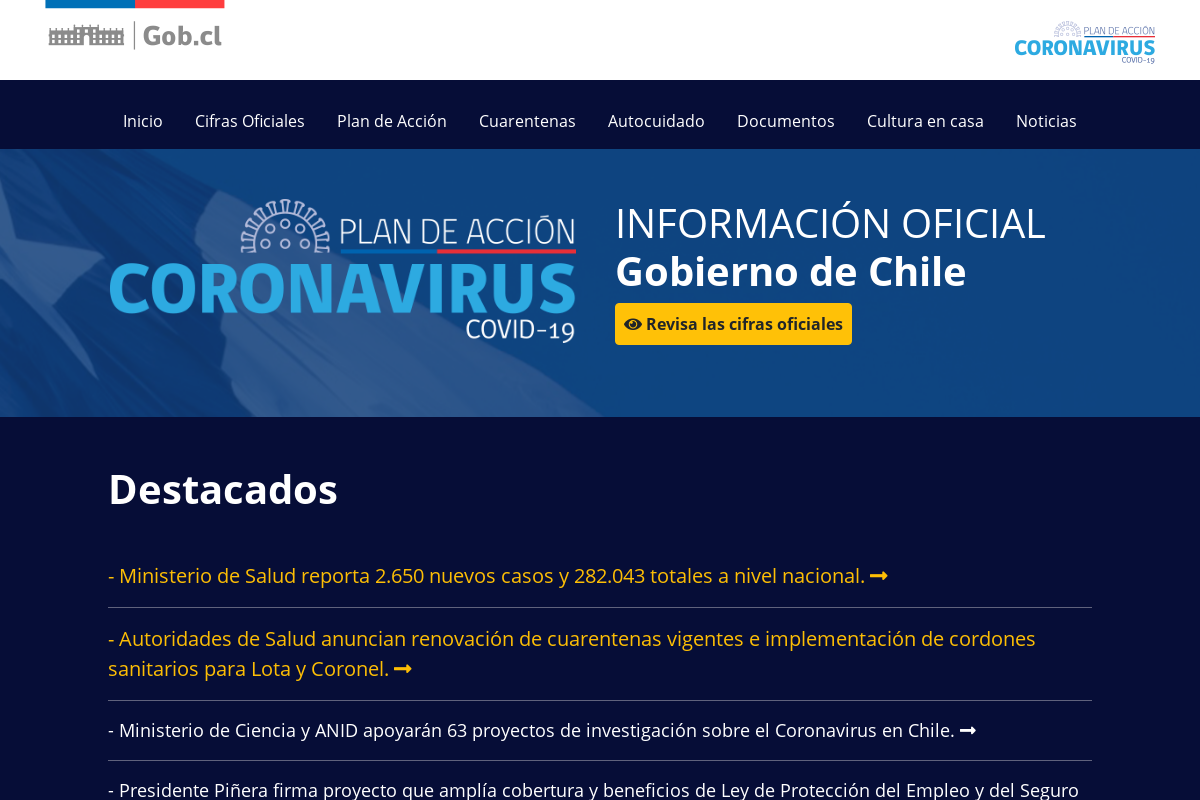 Gob.cl
PLAN DE ACCIÓN
CORONAVIRUS
COVID-19
Inicio Cifras Oficiales Plan de Acción Cuarentenas Autocuidado Documentos Cultura en casa Noticias
PLAN DE ACCIÓN
CORONAVIRUS
COVID-19
INFORMACIÓN OFICIAL
Gobierno de Chile
Revisa las cifras oficiales
Destacados
- Ministerio de Salud reporta 2.650 nuevos casos y 282.043 totales a nivel nacional.
- Autoridades de Salud anuncian renovación de cuarentenas vigentes e implementación de cordones
sanitarios para Lota y Coronel.
- Ministerio de Ciencia y ANID apoyarán 63 proyectos de investigación sobre el Coronavirus en Chile.
- Presidente Piñera firma proyecto que amplía cobertura y beneficios de Ley de Protección del Empleo y del Seguro